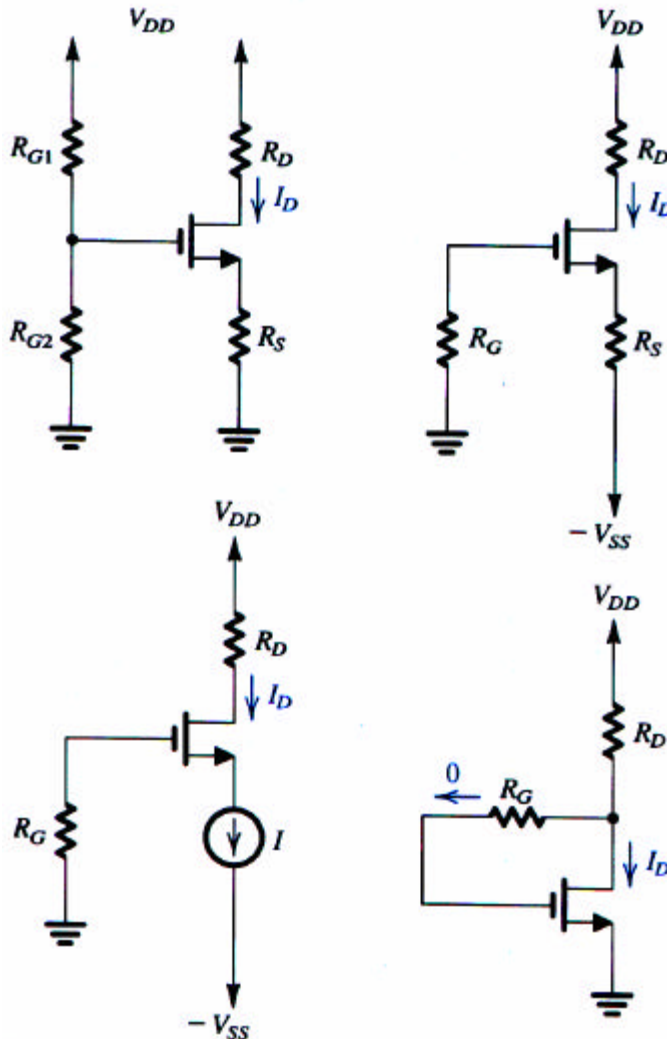 V_DD
R_G1
R_D
I_D
R_G2
R_S
V_DD
R_D
I_D
R_G
R_S
− V_SS
V_DD
R_D
I_D
R_G
I
− V_SS
V_DD
R_D
0
R_G
I_D